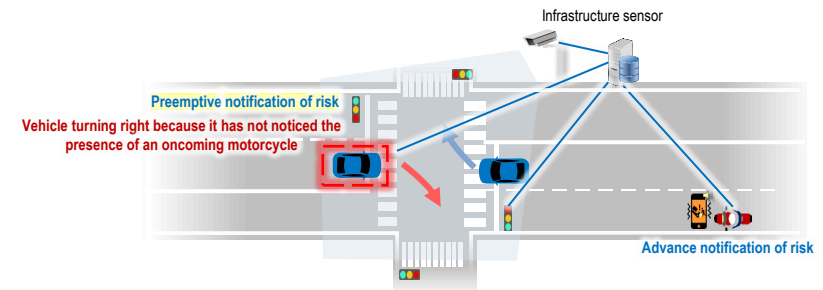 Infrastructure sensor
Preemptive notification of risk
Vehicle turning right because it has not noticed the
presence of an oncoming motorcycle
Advance notification of risk